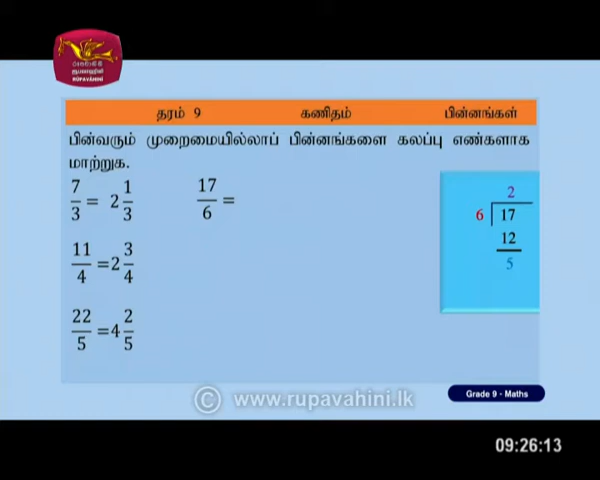 රූපවාහිනී
ரூபவாஹினி
RUPAVAHINI
தரம் 9 கணிதம் பின்னங்கள்
பின்வரும் முறைமையில்லாப் பின்னங்களை கலப்பு எண்களாக
மாற்றுக.
7/3 = 2 1/3
17/6 =
11/4 =2 3/4
22/5 =4 2/5
2
6 17
12
5
© www.rupavahini.lk
Grade 9 - Maths
09:26:13